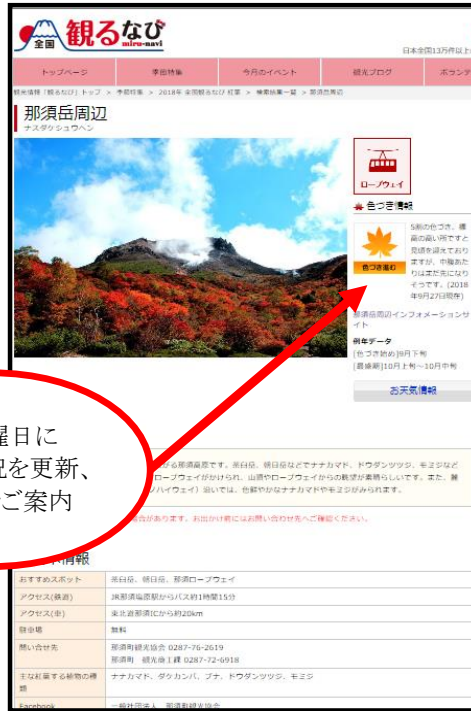 全国 観るなび
miru-navi
日本全国13万件以上
トップページ 季節特集 今月のイベント 観光ブログ ボランテ
観光情報「観るなび」トップ > 季節特集 > 2018年 全国観るなび 紅葉 > 検索結果一覧 > 那須岳周辺
那須岳周辺
ナスダケシュウヘン
ロープウェイ
色づき情報
色づき進む
5割の色づき。標
高の高い所ですと
見頃を迎えており
ますが、中腹あた
りはまだ先になり
そうです。(2018
年9月27日現在)
那須岳周辺のインフォメーションサ
イト
例年データ
[色づき始め]9月下旬
[最盛期]10月上旬~10月中旬
お天気情報
曜日に
況を更新、
ご案内
がる那須高原です。茶臼岳、朝日岳などでナナカマド、ドウダンツツジ、モミジなど
ロープウェイがかけられ、山頂やロープウェイからの眺望が素晴らしいです。また、麓
ハイウェイ)沿いでは、色鮮やかなナナカマドやモミジがみられます。
場合があります。お出かけ前にはお問い合わせ先へご確認ください。
情報
おすすめスポット 茶臼岳、朝日岳、那須ロープウェイ
アクセス(鉄道) JR那須塩原駅からバス約1時間15分
アクセス(車) 東北道那須ICから約20km
駐車場 無料
問い合せ先 那須町観光協会 0287-76-2619
那須町 観光商工課 0287-72-6918
主な紅葉する植物の種
類 ナナカマド、ダケカンバ、ブナ、ドウダンツツジ、モミジ
Facebook 一般社団法人 那須町観光協会